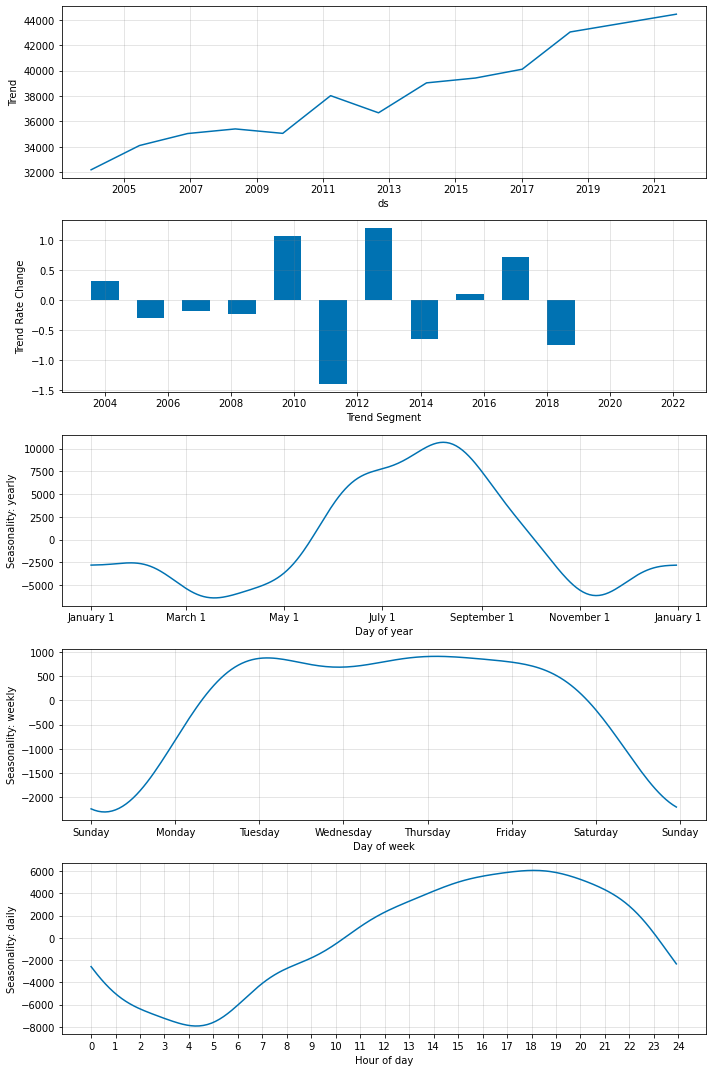 44000
42000
40000
38000
36000
34000
32000
Trend
2005 2007 2009 2011 2013 2015 2017 2019 2021
ds
1.0
0.5
0.0
−0.5
−1.0
−1.5
Trend Rate Change
2004 2006 2008 2010 2012 2014 2016 2018 2020 2022
Trend Segment
10000
7500
5000
2500
0
−2500
−5000
Seasonality: yearly
January 1 March 1 May 1 July 1 September 1 November 1 January 1
Day of year
1000
500
0
−500
−1000
−1500
−2000
Seasonality: weekly
Sunday Monday Tuesday Wednesday Thursday Friday Saturday Sunday
Day of week
6000
4000
2000
0
−2000
−4000
−6000
−8000
Seasonality: daily
0 1 2 3 4 5 6 7 8 9 10 11 12 13 14 15 16 17 18 19 20 21 22 23 24
Hour of day